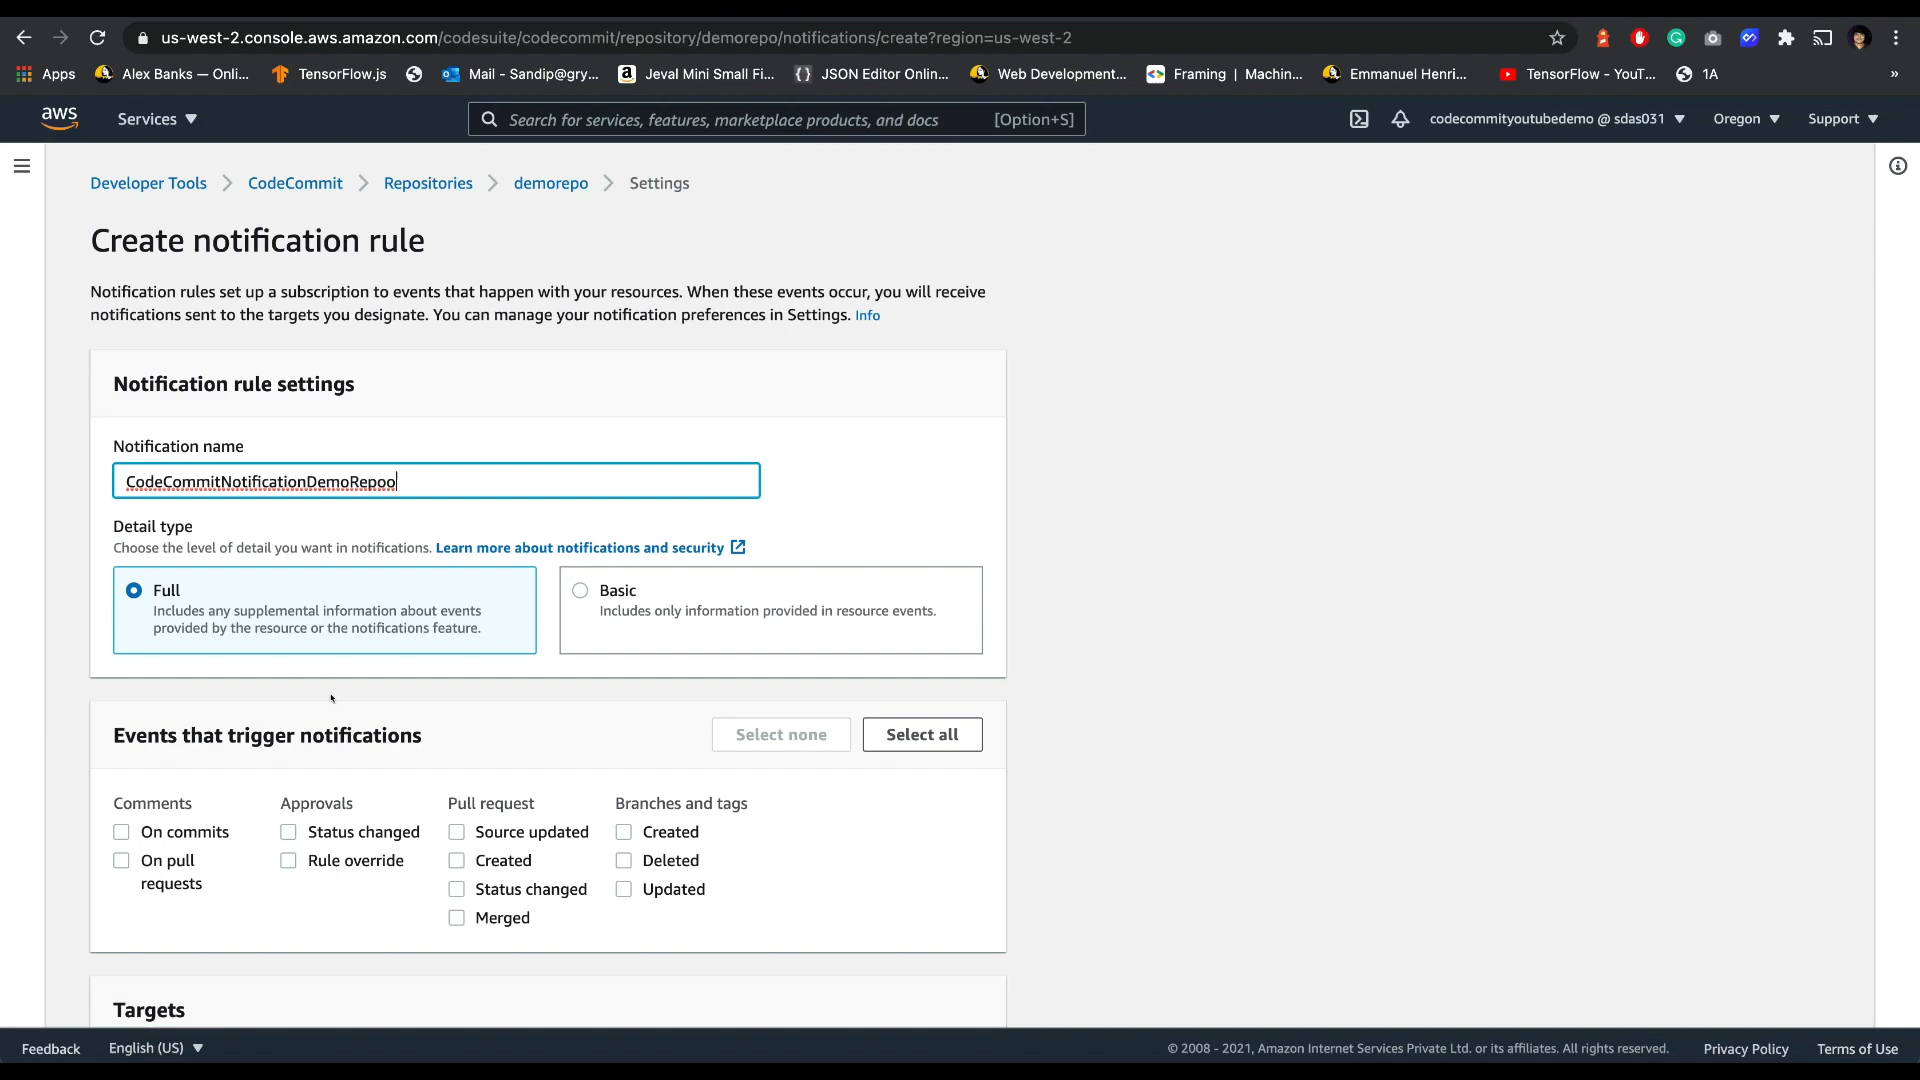 us-west-2.console.aws.amazon.com/codesuite/codecommit/repository/demorepo/notifications/create?region=us-west-2
Apps Alex Banks — Onli... TensorFlow.js Mail - Sandip@gry... Jeval Mini Small Fi... JSON Editor Onlin... Web Development... Framing | Machin... Emmanuel Henri... TensorFlow - YouT... 1A »
aws Services Search for services, features, marketplace products, and docs [Option+S] codecommityoutubedemo @ sdas031 Oregon Support
Developer Tools CodeCommit Repositories demorepo Settings
Create notification rule
Notification rules set up a subscription to events that happen with your resources. When these events occur, you will receive
notifications sent to the targets you designate. You can manage your notification preferences in Settings. Info
Notification rule settings
Notification name
CodeCommitNotificationDemoRepoo
Detail type
Choose the level of detail you want in notifications. Learn more about notifications and security
Full
Includes any supplemental information about events
provided by the resource or the notifications feature.
Basic
Includes only information provided in resource events.
Events that trigger notifications Select none Select all
Comments
On commits
On pull
requests
Approvals
Status changed
Rule override
Pull request
Source updated
Created
Status changed
Merged
Branches and tags
Created
Deleted
Updated
Targets
Feedback English (US) © 2008 - 2021, Amazon Internet Services Private Ltd. or its affiliates. All rights reserved. Privacy Policy Terms of Use